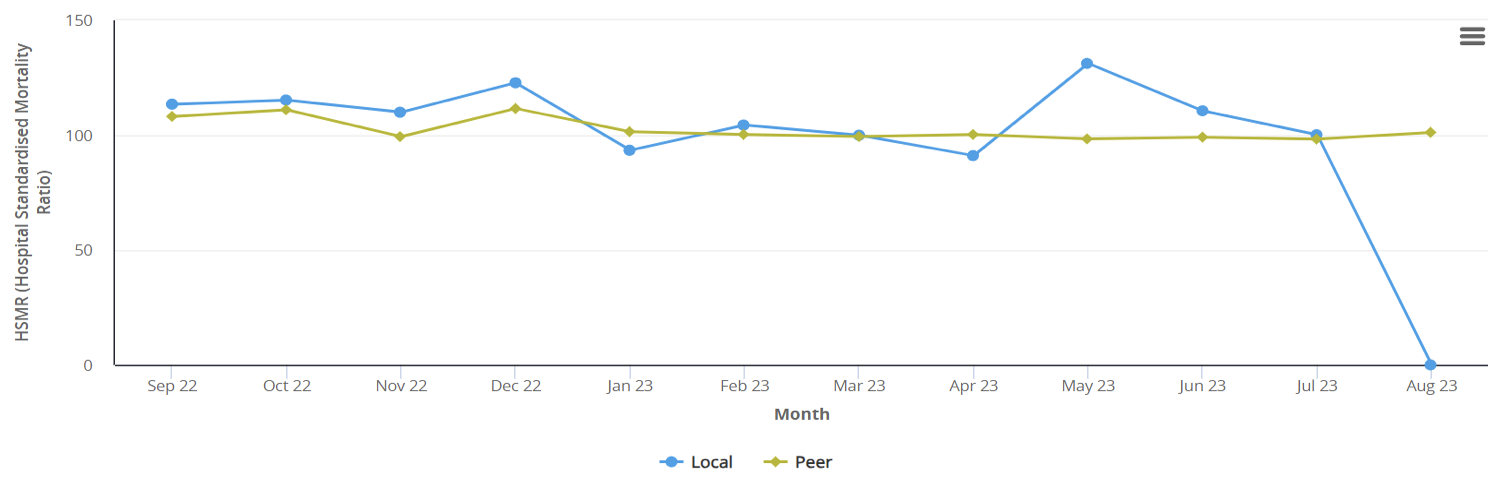 150
100
50
0
HSMR (Hospital Standardised Mortality
Ratio)
Sep 22 Oct 22 Nov 22 Dec 22 Jan 23 Feb 23 Mar 23 Apr 23 May 23 Jun 23 Jul 23 Aug 23
Month
Local Peer